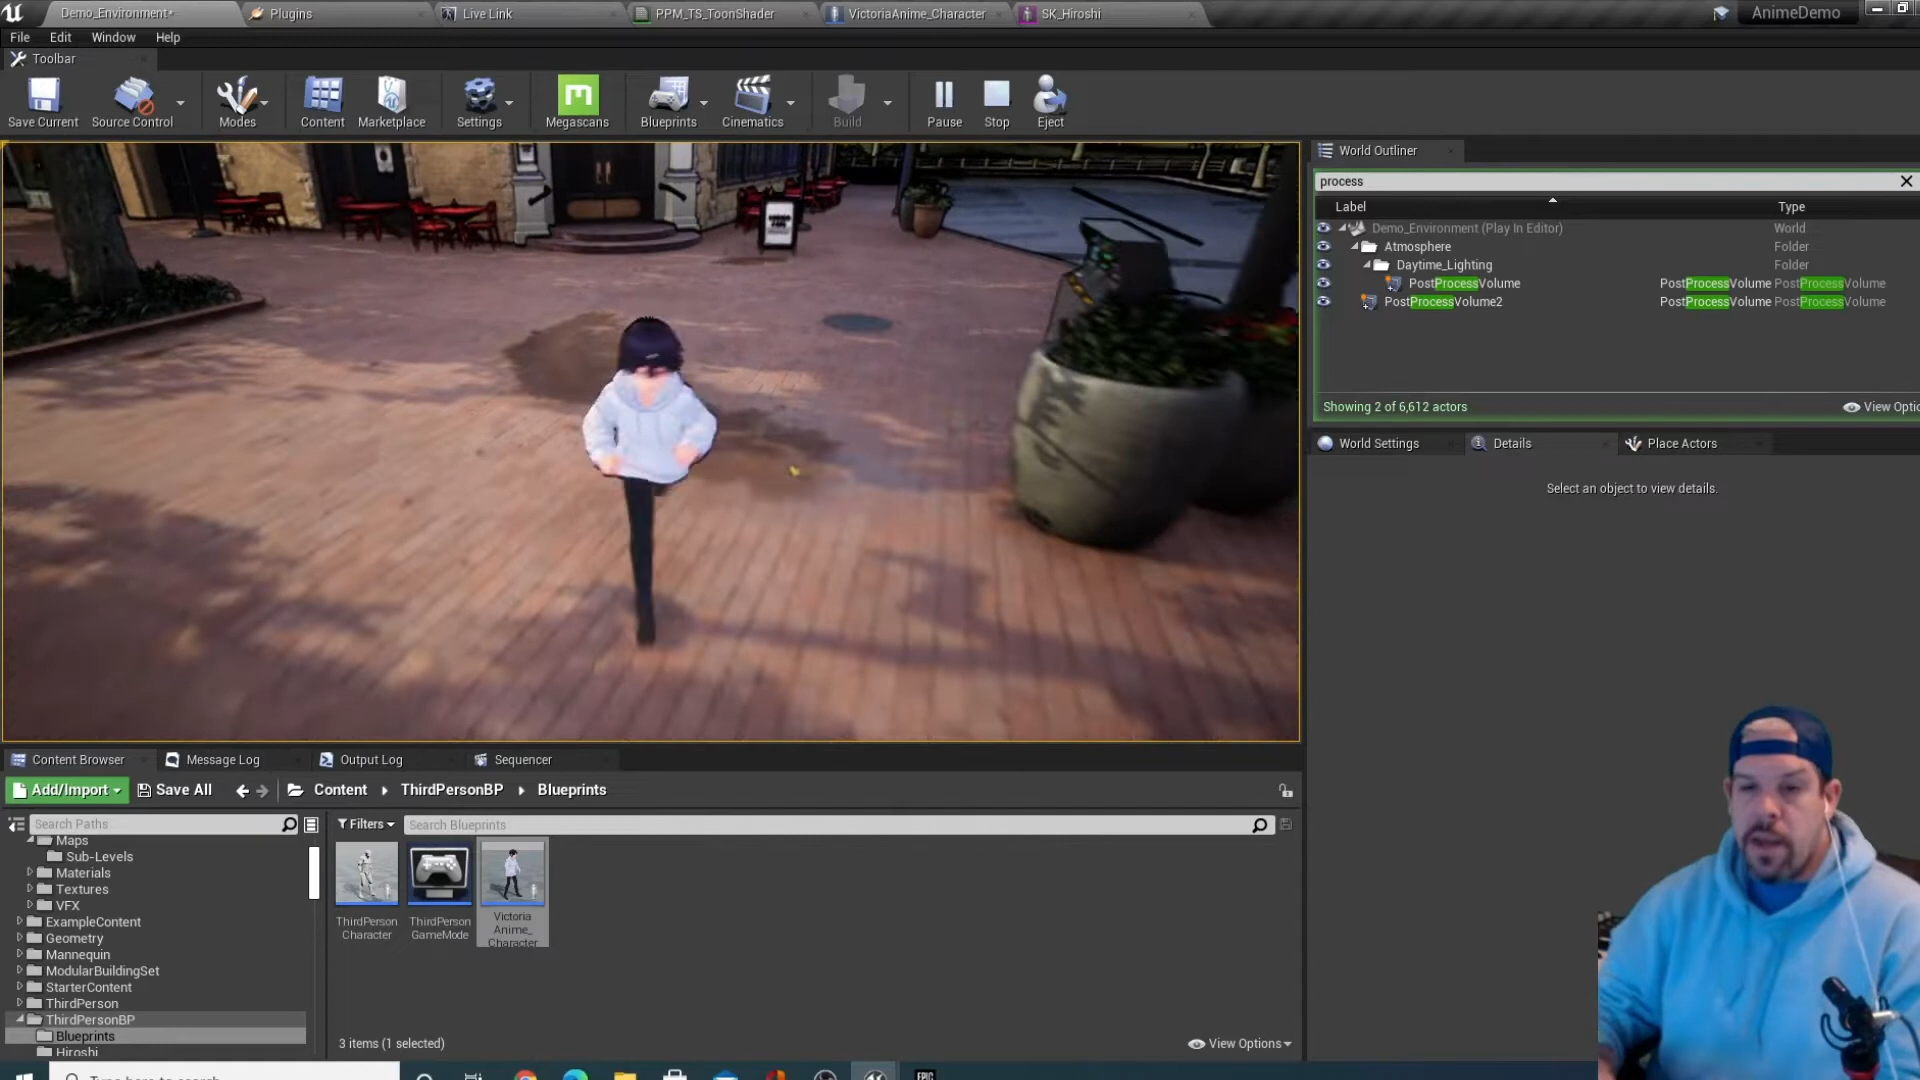 Demo_Environment*
Plugins
Live Link
PPM_TS_ToonShader
VictoriaAnime_Character
SK_Hiroshi
AnimeDemo
File Edit Window Help
Toolbar
Save Current
Source Control
Modes
Content
Marketplace
Settings
Megascans
Blueprints
Cinematics
Build
Pause
Stop
Eject
World Outliner
process
Label Type
Demo_Environment (Play In Editor) World
Atmosphere Folder
Daytime_Lighting Folder
PostProcessVolume PostProcessVolume PostProcessVolume
PostProcessVolume2 PostProcessVolume PostProcessVolume
Showing 2 of 6,612 actors
View Optio
World Settings
Details
Place Actors
Select an object to view details.
Content Browser
Message Log
Output Log
Sequencer
Add/Import
Save All
Content
ThirdPersonBP
Blueprints
Search Paths
Filters
Search Blueprints
Maps
Sub-Levels
Materials
Textures
VFX
ExampleContent
Geometry
Mannequin
ModularBuildingSet
StarterContent
ThirdPerson
ThirdPersonBP
Blueprints
Hiroshi
ThirdPerson
Character
ThirdPerson
GameMode
Victoria
Anime_
Character
3 items (1 selected)
View Options
Type here to search
EPIC